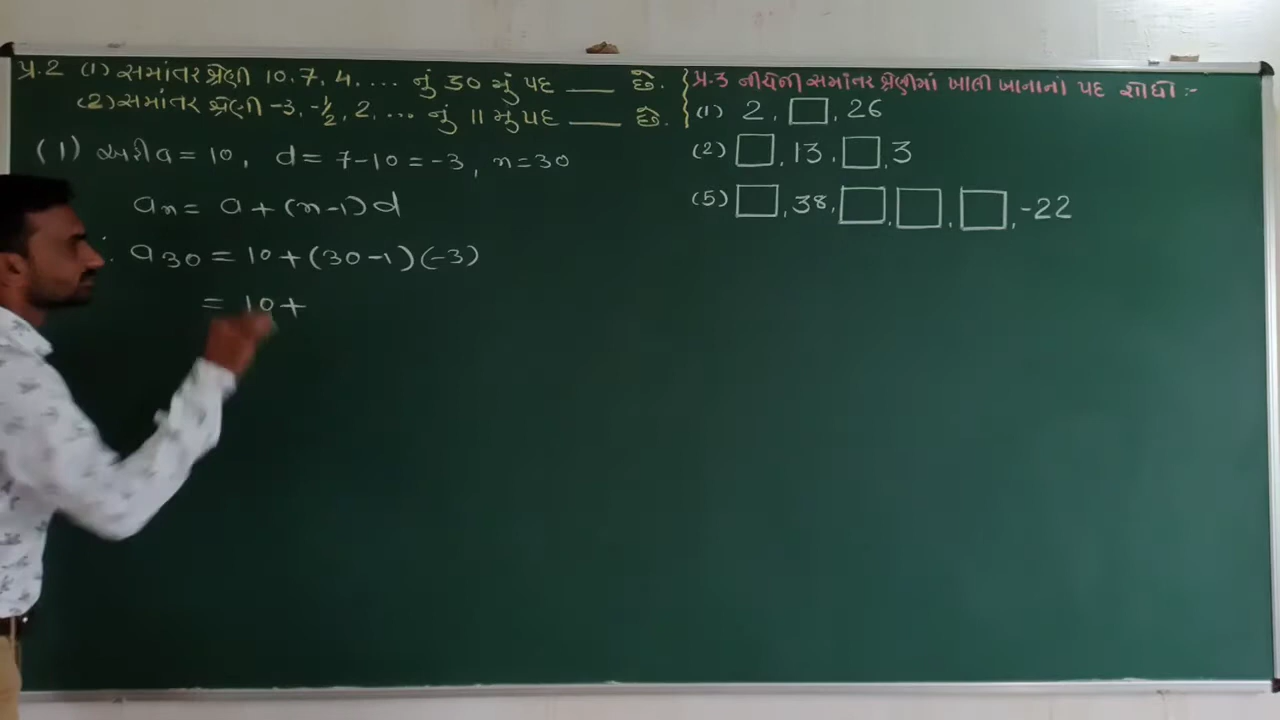 પ્ર.2 (1) સમાંતર શ્રેણી 10, 7, 4, .... નું 30 મું પદ ___ છે.
(2) સમાંતર શ્રેણી -3, -1/2, 2, ... નું 11 મું પદ ___ છે.
(1) અહી a = 10, d = 7-10 = -3, n = 30
an = a + (n-1) d
∴ a30 = 10 + (30-1) (-3)
= 10 +
પ્ર.3 નીચેની સમાંતર શ્રેણીમાં ખાલી ખાનાનાં પદ શોધો :-
(1) 2, □, 26
(2) □, 13, □, 3
(5) □, 38, □, □, □, -22